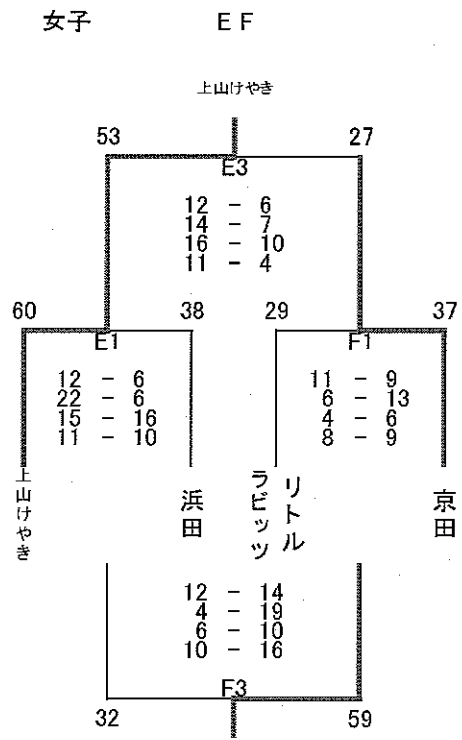 女子 EF
上山けやき
53 27
E3
12 - 6
14 - 7
16 - 10
11 - 4
60 38 29 37
E1 F1
12 - 6 11 - 9
22 - 6 6 - 13
15 - 16 4 - 6
11 - 10 8 - 9
上山けやき
浜田
リトル
ラビッツ
京田
12 - 14
4 - 19
6 - 10
10 - 16
F3
32 59